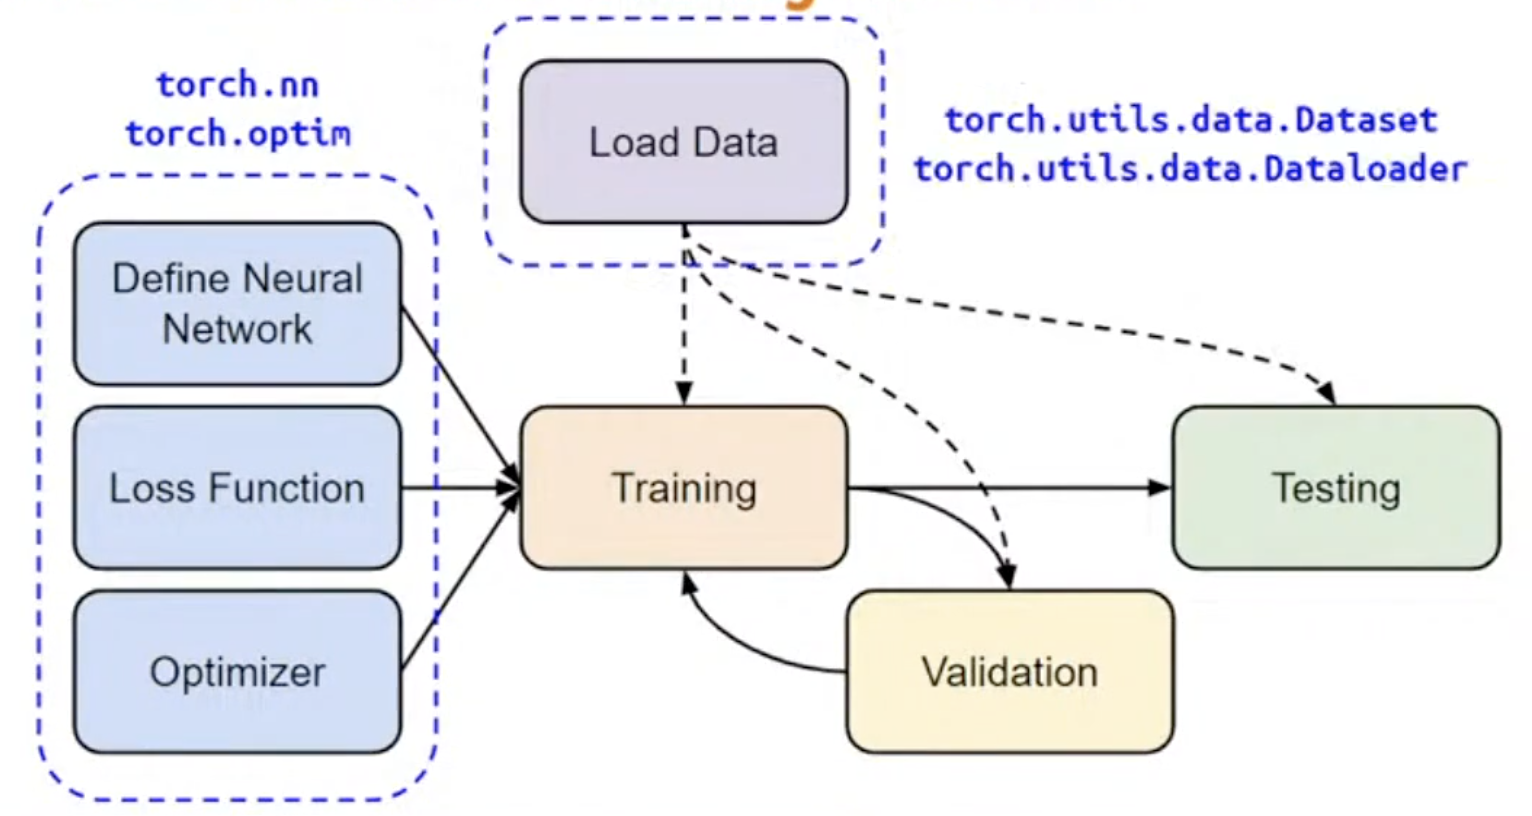 torch.nn
torch.optim
Load Data
torch.utils.data.Dataset
torch.utils.data.Dataloader
Define Neural
Network
Loss Function
Training
Testing
Optimizer
Validation